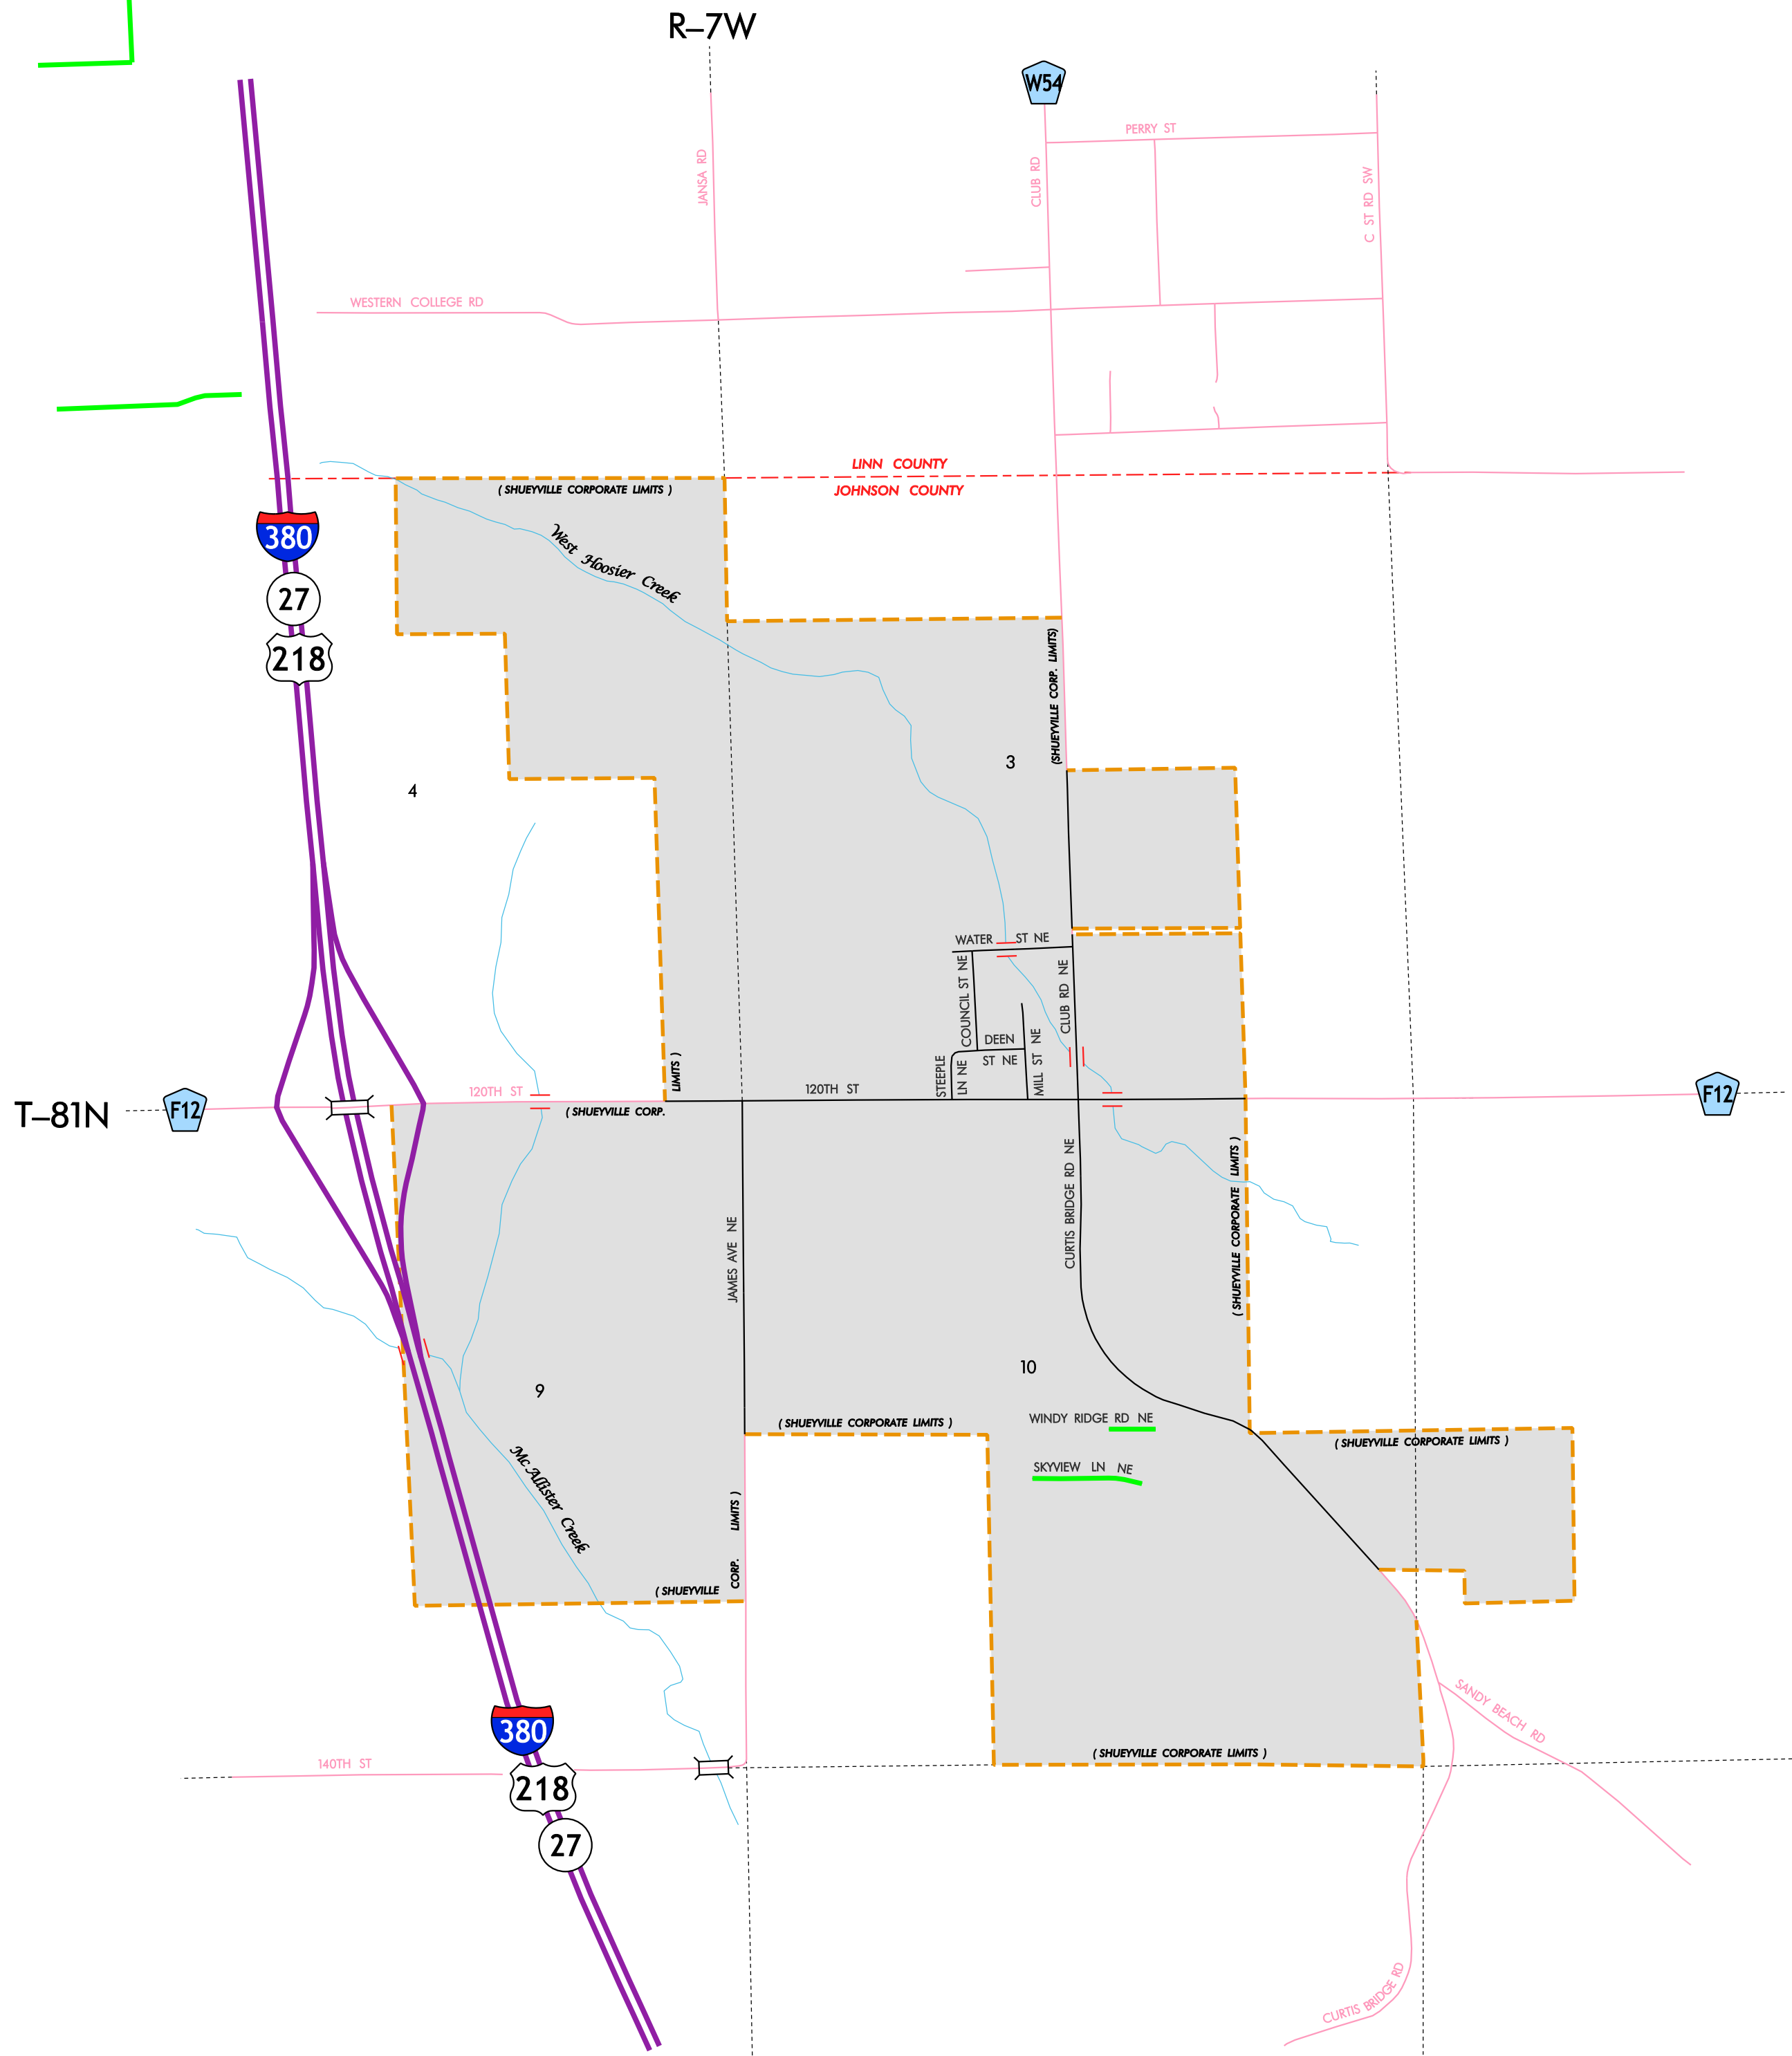 R–7W
W54
PERRY ST
JANSA RD
CLUB RD
C ST RD SW
WESTERN COLLEGE RD
LINN COUNTY
JOHNSON COUNTY
( SHUEYVILLE CORPORATE LIMITS )
380
27
218
West Hoosier Creek
(SHUEYVILLE CORP. LIMITS)
3
4
WATER ST NE
COUNCIL ST NE
CLUB RD NE
DEEN
ST NE
MILL ST NE
STEEPLE
LN NE
120TH ST
( SHUEYVILLE CORP.
LIMITS )
120TH ST
T–81N
F12
F12
CURTIS BRIDGE RD NE
( SHUEYVILLE CORPORATE LIMITS )
JAMES AVE NE
10
9
( SHUEYVILLE CORPORATE LIMITS )
WINDY RIDGE RD NE
SKYVIEW LN NE
( SHUEYVILLE CORPORATE LIMITS )
McAllister Creek
( SHUEYVILLE
CORP. LIMITS )
SANDY BEACH RD
380
218
27
140TH ST
( SHUEYVILLE CORPORATE LIMITS )
CURTIS BRIDGE RD